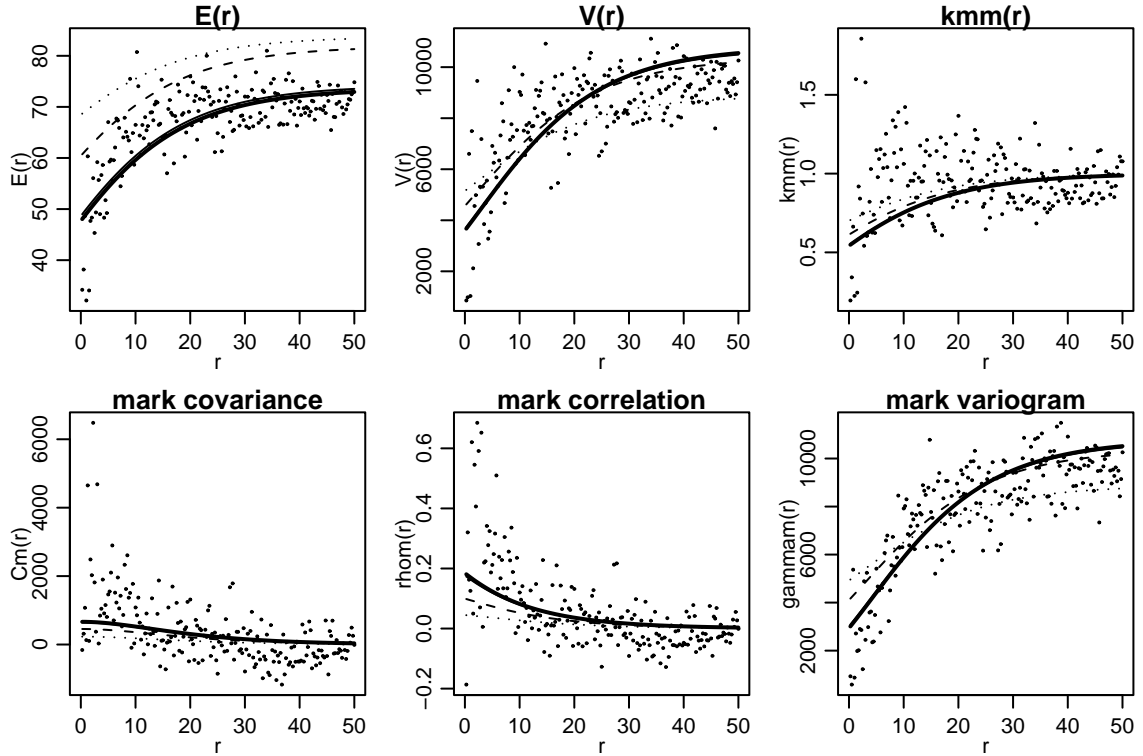 E(r)
V(r)
kmm(r)
E(r)
40 50 60 70 80
0 10 20 30 40 50
r
V(r)
2000 6000 10000
0 10 20 30 40 50
r
kmm(r)
0.5 1.0 1.5
0 10 20 30 40 50
r
mark covariance
mark correlation
mark variogram
Cm(r)
0 2000 4000 6000
0 10 20 30 40 50
r
rhom(r)
−0.2 0.0 0.2 0.4 0.6
0 10 20 30 40 50
r
gammam(r)
2000 6000 10000
0 10 20 30 40 50
r